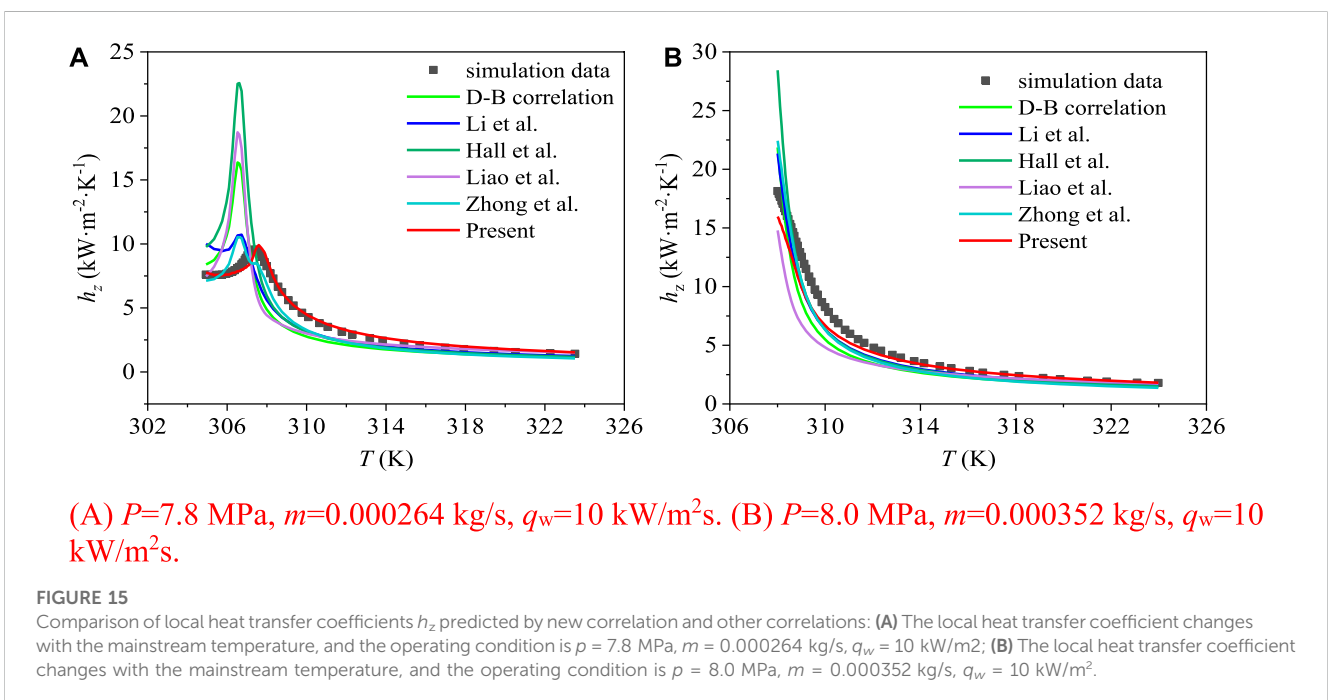 A
25
20
15
10
5
0
302
306
310
314
318
322
326
T (K)
h_z (kW·m⁻²·K⁻¹)
simulation data
D-B correlation
Li et al.
Hall et al.
Liao et al.
Zhong et al.
Present
B
30
25
20
15
10
5
0
306
310
314
318
322
326
T (K)
h_z (kW·m⁻²·K⁻¹)
simulation data
D-B correlation
Li et al.
Hall et al.
Liao et al.
Zhong et al.
Present
(A) P=7.8 MPa, m=0.000264 kg/s, q_w=10 kW/m²s. (B) P=8.0 MPa, m=0.000352 kg/s, q_w=10
kW/m²s.
FIGURE 15
Comparison of local heat transfer coefficients h_z predicted by new correlation and other correlations: (A) The local heat transfer coefficient changes
with the mainstream temperature, and the operating condition is p = 7.8 MPa, m = 0.000264 kg/s, q_w = 10 kW/m2; (B) The local heat transfer coefficient
changes with the mainstream temperature, and the operating condition is p = 8.0 MPa, m = 0.000352 kg/s, q_w = 10 kW/m².